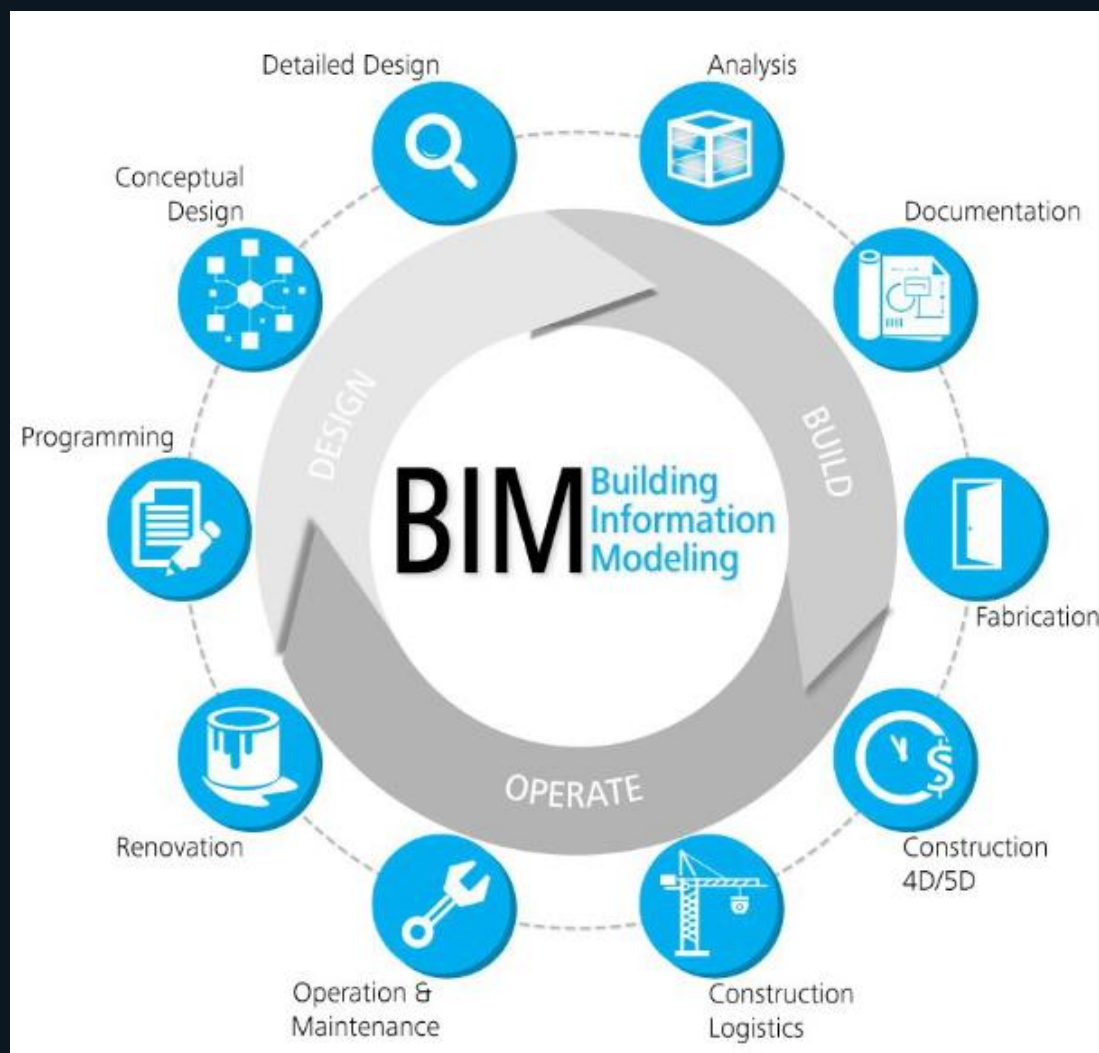 Detailed Design
Analysis
Conceptual
Design
Documentation
Programming
DESIGN
BUILD
BIM
Building
Information
Modeling
Fabrication
Renovation
OPERATE
Construction
4D/5D
Operation &
Maintenance
Construction
Logistics
$